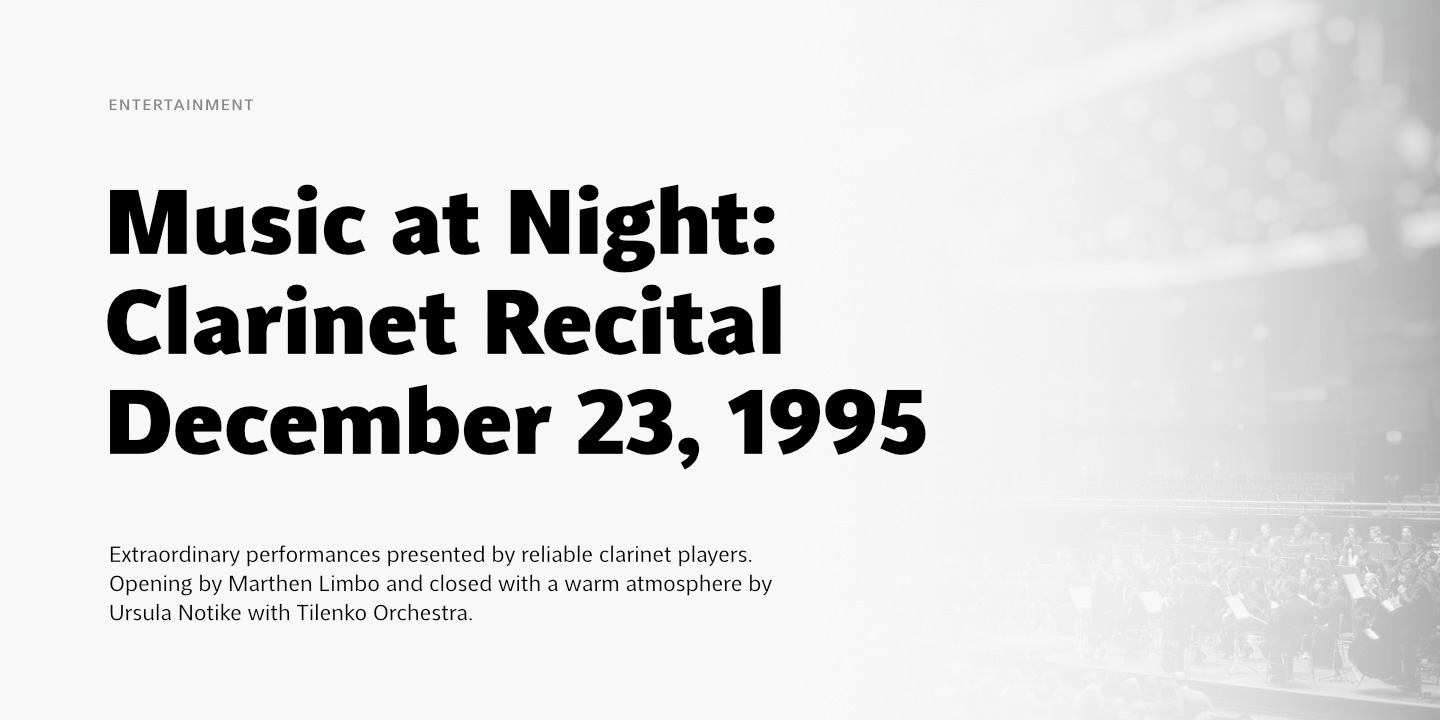 ENTERTAINMENT
Music at Night:
Clarinet Recital
December 23, 1995
Extraordinary performances presented by reliable clarinet players.
Opening by Marthen Limbo and closed with a warm atmosphere by
Ursula Notike with Tilenko Orchestra.